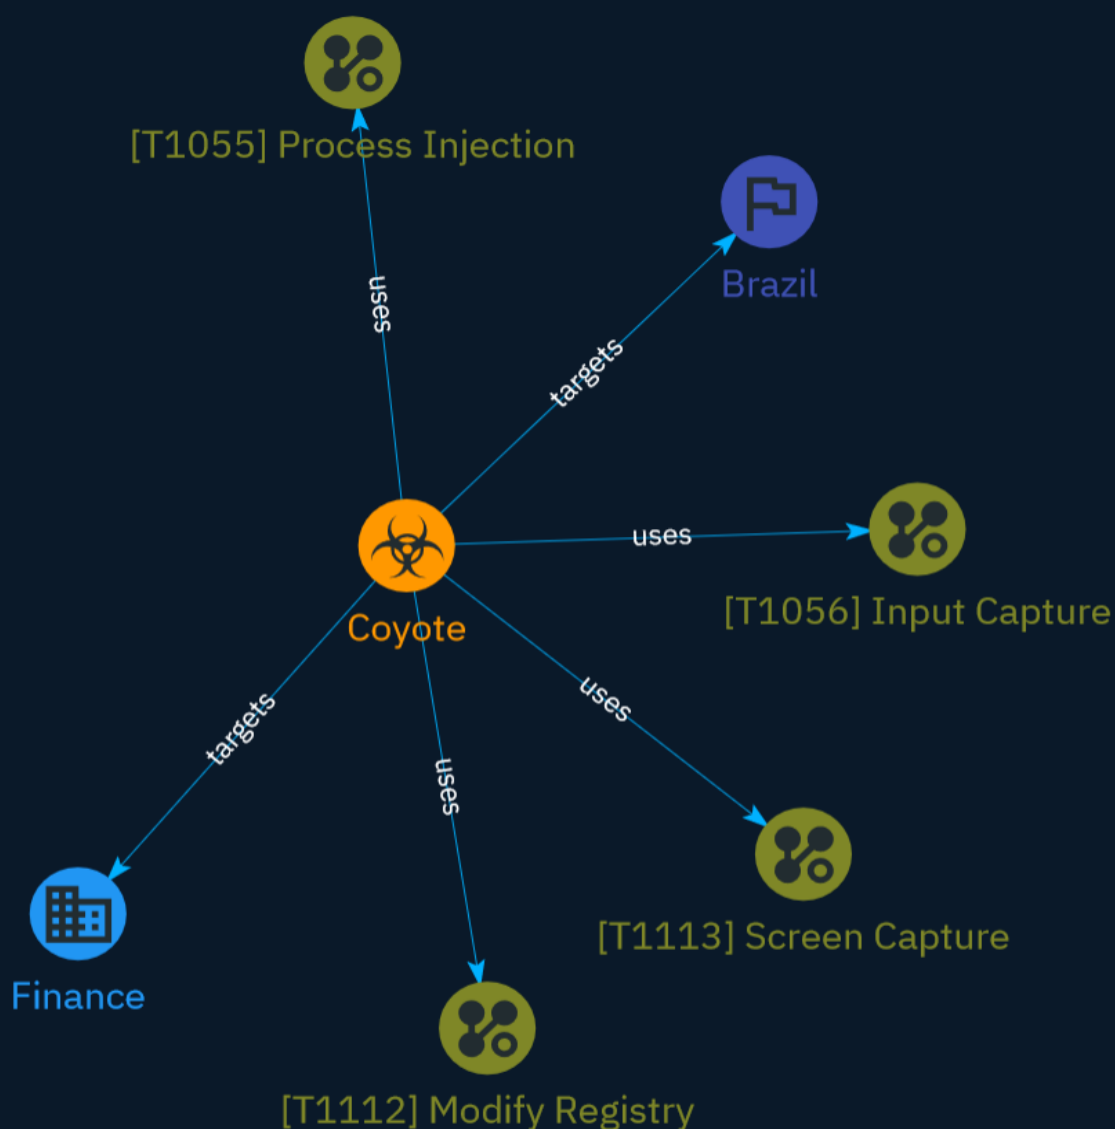 [T1055] Process Injection
Brazil
uses
targets
uses
[T1056] Input Capture
Coyote
uses
targets
uses
[T1113] Screen Capture
Finance
[T1112] Modify Registry